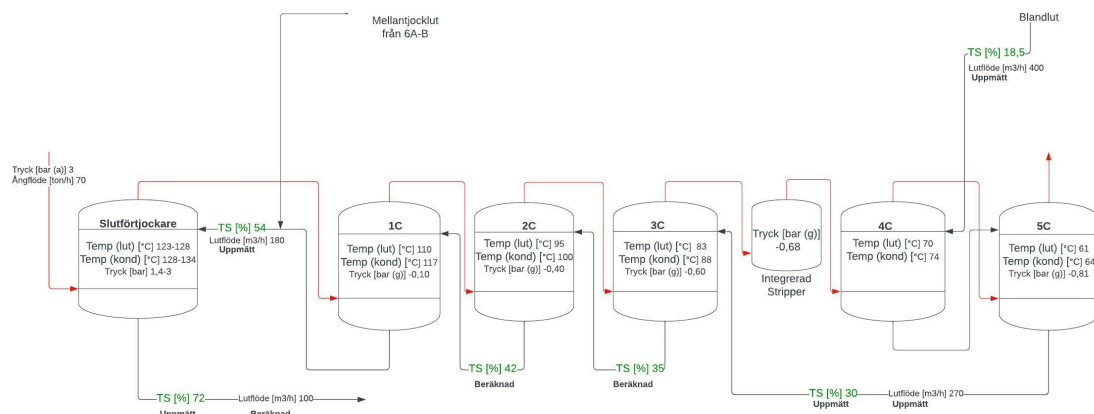 Mellantjocklut
från 6A-B
Blandlut
TS [%] 18,5
Lutflöde [m3/h] 400
Uppmätt
Tryck [bar (a)] 3
Ångflöde [ton/h] 70
Slutförtjockare
Temp (lut) [°C] 123-128
Temp (kond) [°C] 128-134
Tryck [bar] 1,4-3
TS [%] 54
Lutflöde [m3/h] 180
Uppmätt
1C
Temp (lut) [°C] 110
Temp (kond) [°C] 117
Tryck [bar (g)] -0,10
2C
Temp (lut) [°C] 95
Temp (kond) [°C] 100
Tryck [bar (g)] -0,40
3C
Temp (lut) [°C] 83
Temp (kond) [°C] 88
Tryck [bar (g)] -0,60
Tryck [bar (g)]
-0,68
Integrerad
Stripper
4C
Temp (lut) [°C] 70
Temp (kond) [°C] 74
5C
Temp (lut) [°C] 61
Temp (kond) [°C] 64
Tryck [bar (g)] -0,81
TS [%] 42
Beräknad
TS [%] 35
Beräknad
TS [%] 30
Uppmätt
Lutflöde [m3/h] 270
Uppmätt
TS [%] 72
Uppmätt
Lutflöde [m3/h] 100
Beräknad